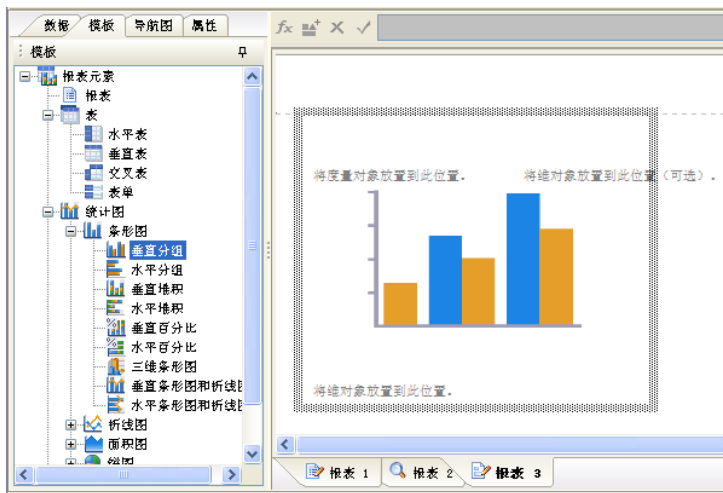 数据 模板 导航图 属性
模板
报表元素
报表
表
水平表
垂直表
交叉表
表单
统计图
条形图
垂直分组
水平分组
垂直堆积
水平堆积
垂直百分比
水平百分比
三维条形图
垂直条形图和折线图
水平条形图和折线图
折线图
面积图
饼图
fx
将度量对象放置到此位置。 将维对象放置到此位置（可选）.
将维对象放置到此位置。
报表 1 报表 2 报表 3